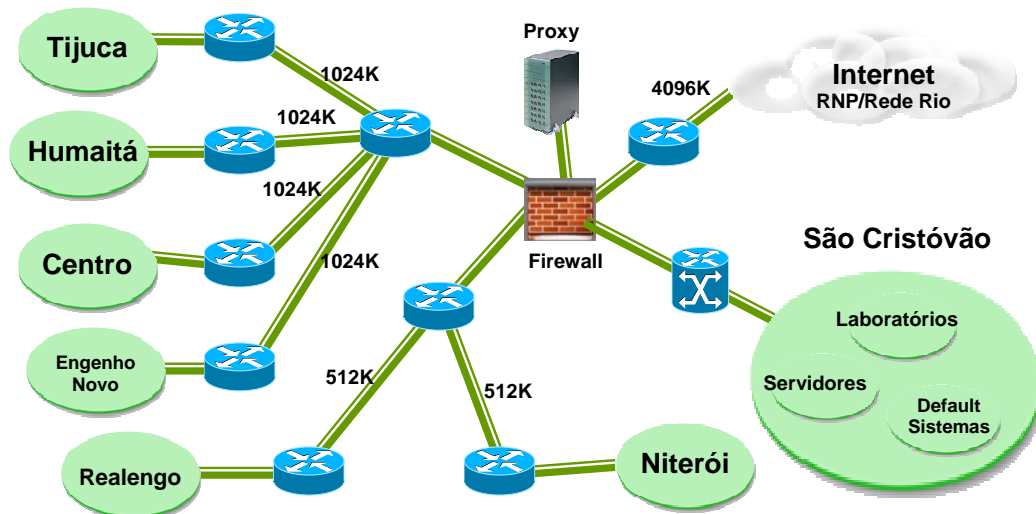 Tijuca
1024K
Proxy
4096K
Internet
RNP/Rede Rio
Humaitá
1024K
1024K
Centro
1024K
Firewall
São Cristóvão
Laboratórios
Servidores
Default
Sistemas
Engenho
Novo
512K
512K
Realengo
Niterói